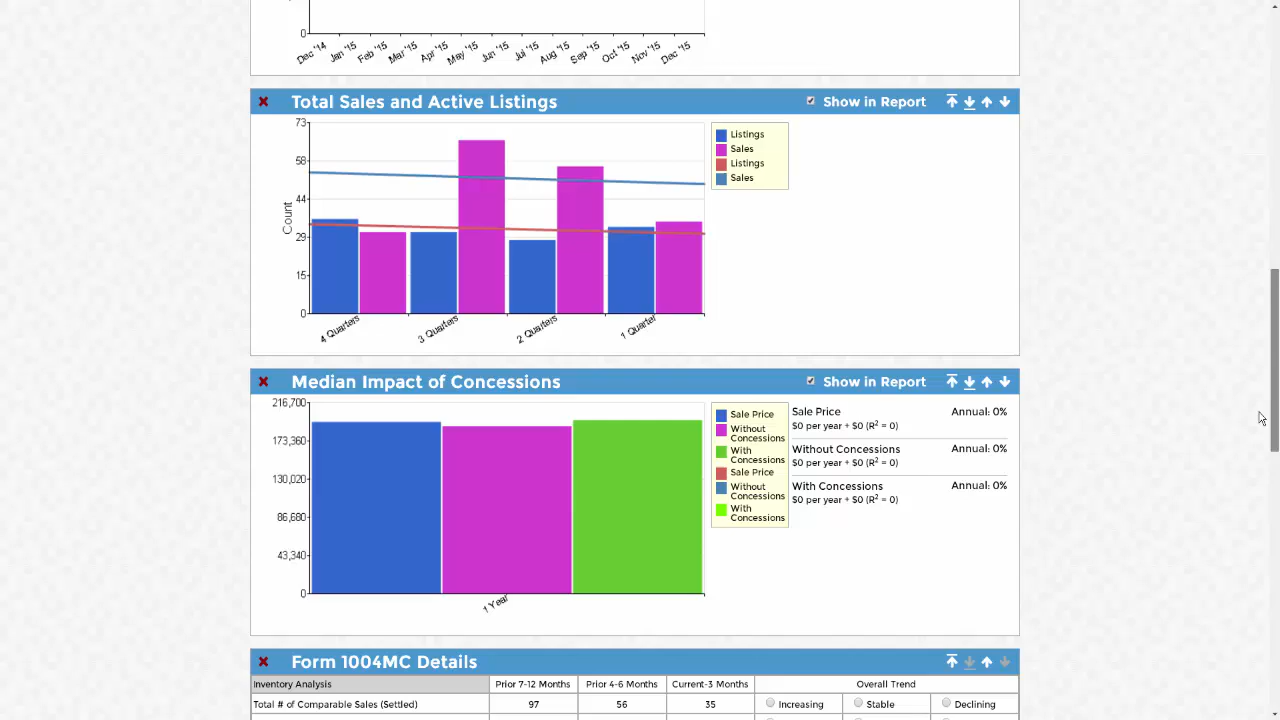 0
Dec '14 Jan '15 Feb '15 Mar '15 Apr '15 May '15 Jun '15 Jul '15 Aug '15 Sep '15 Oct '15 Nov '15 Dec '15
Total Sales and Active Listings
Show in Report
73
58
44
29
15
0
Count
4 Quarters 3 Quarters 2 Quarters 1 Quarter
Listings
Sales
Listings
Sales
Median Impact of Concessions
Show in Report
216,700
173,360
130,020
86,680
43,340
0
1 Year
Sale Price
Without
Concessions
With
Concessions
Sale Price
Without
Concessions
With
Concessions
Sale Price Annual: 0%
$0 per year + $0 (R² = 0)
Without Concessions Annual: 0%
$0 per year + $0 (R² = 0)
With Concessions Annual: 0%
$0 per year + $0 (R² = 0)
Form 1004MC Details
Inventory Analysis Prior 7-12 Months Prior 4-6 Months Current-3 Months Overall Trend
Total # of Comparable Sales (Settled) 97 56 35 Increasing Stable Declining